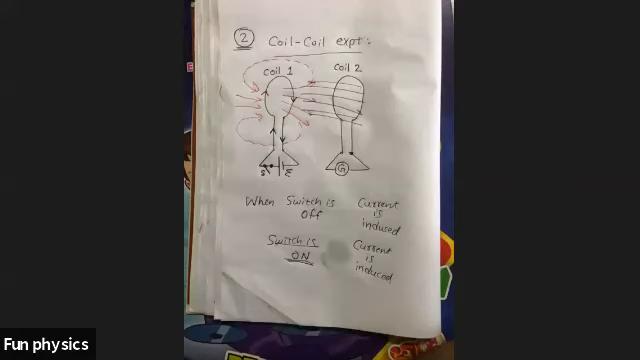 2 Coil-Coil expt:
Coil 1
Coil 2
S
E
G
When Switch is Off
Current is indused
Switch is ON
Current is induced
Fun physics